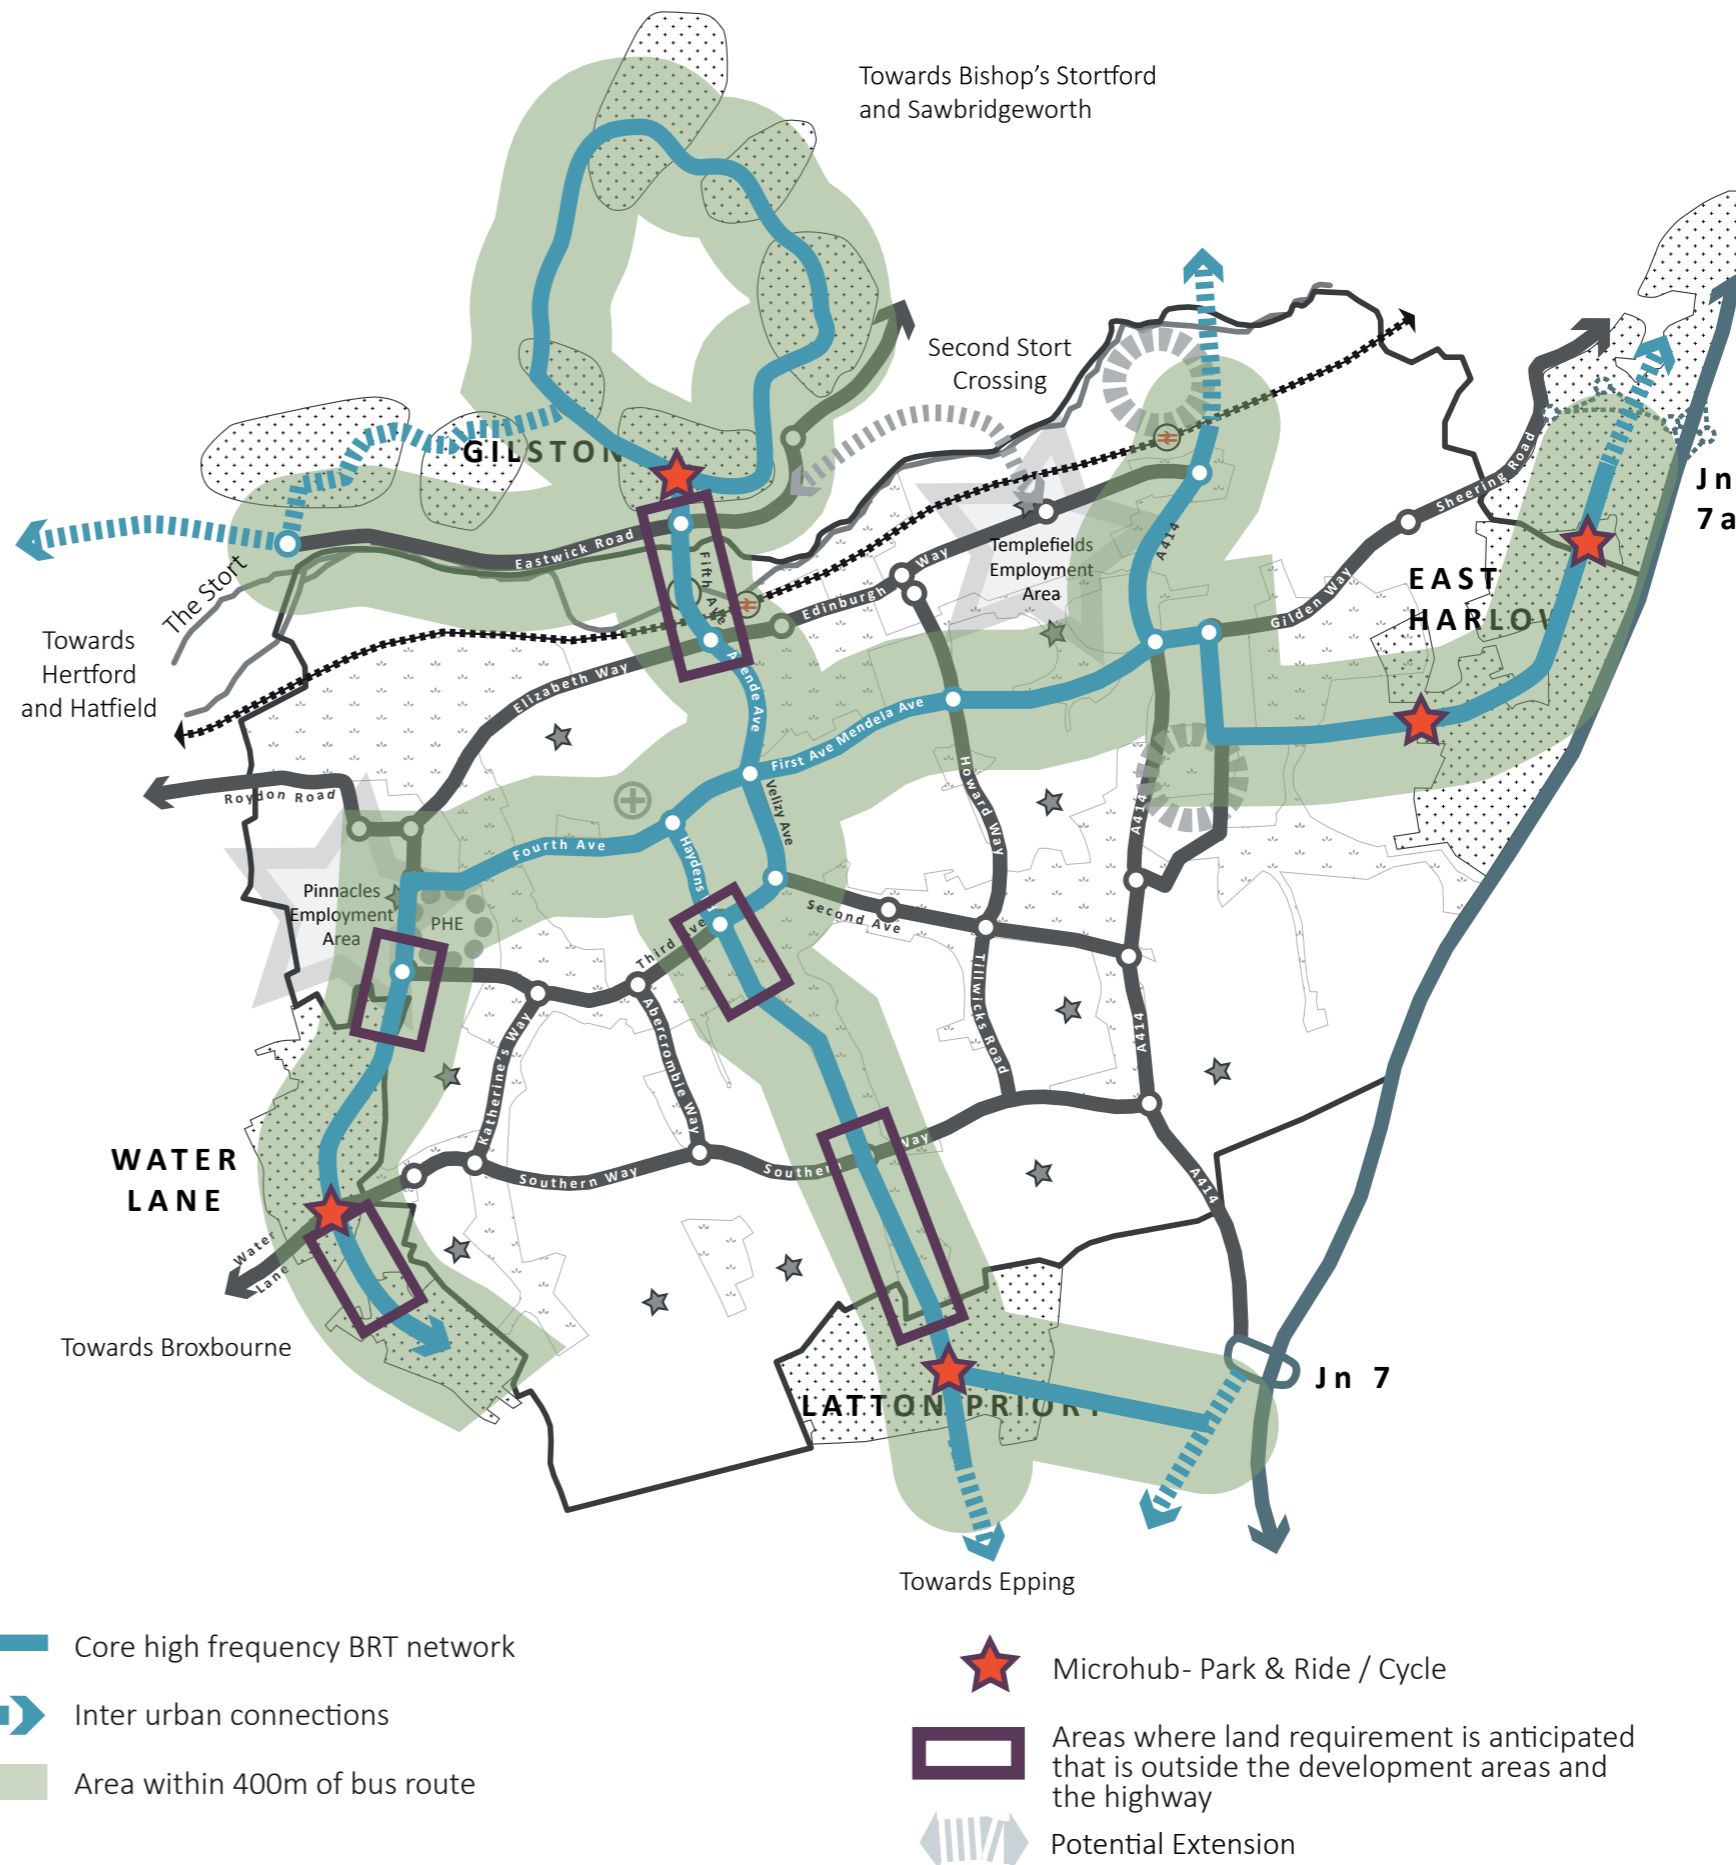 Towards Bishop's Stortford
and Sawbridgeworth
Second Stort
Crossing
GILSTON
Jn
7a
Sheering Road
A414
Templefields
Employment
Area
EAST
HARLOW
Gilden Way
Eastwick Road
Fifth Ave
Edinburgh Way
The Stort
Towards
Hertford
and Hatfield
Elizabeth Way
Allende Ave
First Ave Mendela Ave
Velizy Ave
Howard Way
A414
Roydon Road
Fourth Ave
Haydens
Pinnacles
Employment
Area
PHE
Third Ave
Second Ave
Tillwicks Road
A414
Katherine's Way
Abercrombie Way
WATER
LANE
Southern Way
Southern Way
A414
Water
Lane
Towards Broxbourne
LATTON PRIORY
Jn 7
Towards Epping
Core high frequency BRT network
Inter urban connections
Area within 400m of bus route
Microhub- Park & Ride / Cycle
Areas where land requirement is anticipated
that is outside the development areas and
the highway
Potential Extension